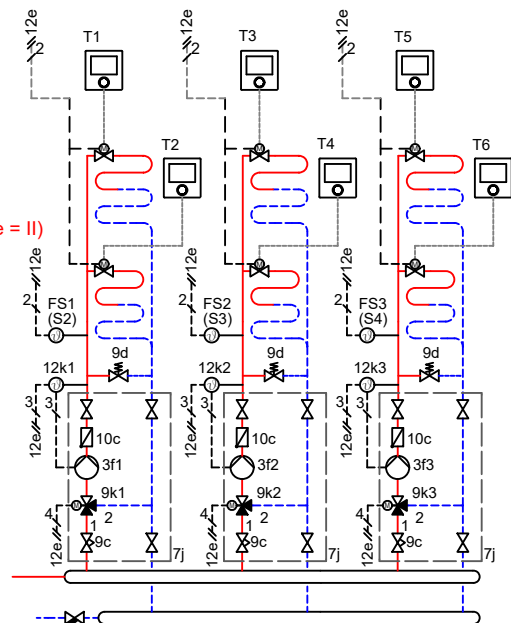 12e
2
T1
12e
2
T3
12e
2
T5
M
T2
M
T4
M
T6
e = II)
12e
2
FS1
(S2)
M
12e
2
FS2
(S3)
M
12e
2
FS3
(S4)
M
9d
9d
9d
12k1
12k2
12k3
3
3
12e
10c
3
3
12e
10c
3
3
12e
10c
3f1
3f2
3f3
9k1
M
4
1
2
12e
9c
7j
9k2
M
4
1
2
12e
9c
7j
9k3
M
4
1
2
12e
9c
7j